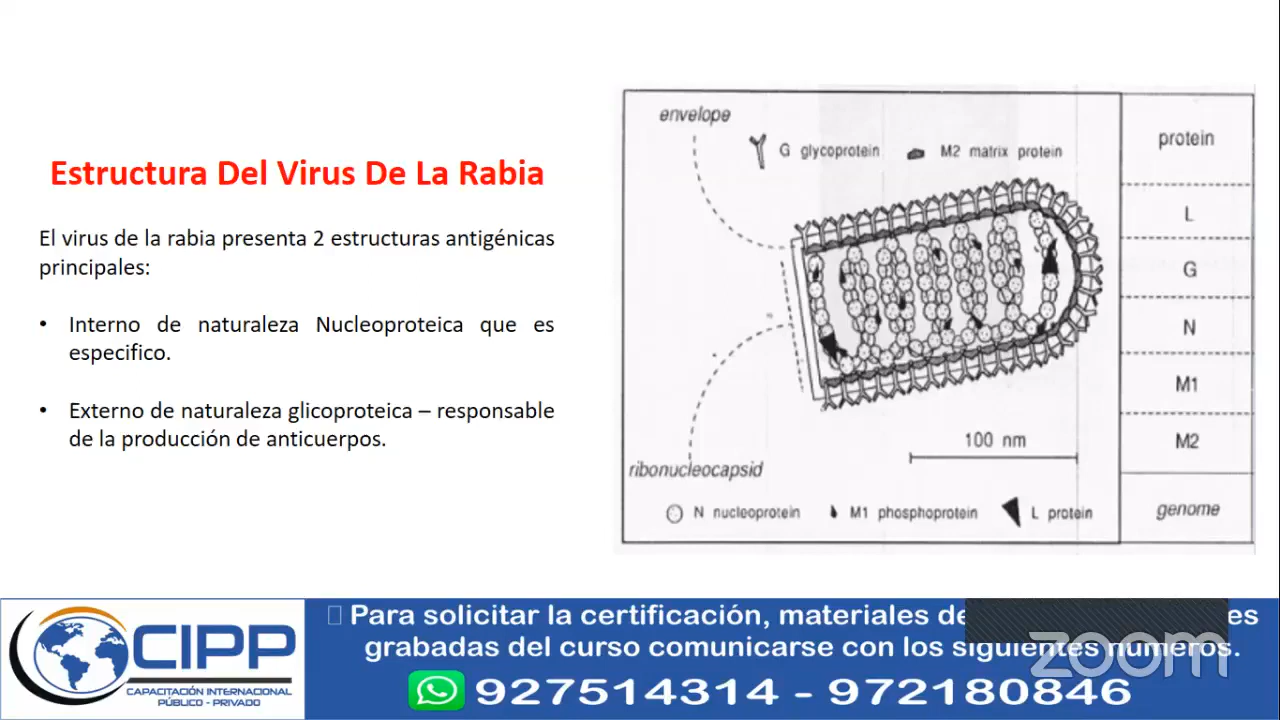 Estructura Del Virus De La Rabia
El virus de la rabia presenta 2 estructuras antigénicas
principales:
• Interno de naturaleza Nucleoproteica que es
especifico.
• Externo de naturaleza glicoproteica – responsable
de la producción de anticuerpos.
envelope
G glycoprotein
M2 matrix protein
100 nm
ribonucleocapsid
N nucleoprotein
M1 phosphoprotein
L protein
protein
L
G
N
M1
M2
genome
CIPP
CAPACITACIÓN INTERNACIONAL
PÚBLICO - PRIVADO
Para solicitar la certificación, materiales
grabadas del curso comunicarse con los siguientes números.
927514314 - 972180846
zoom